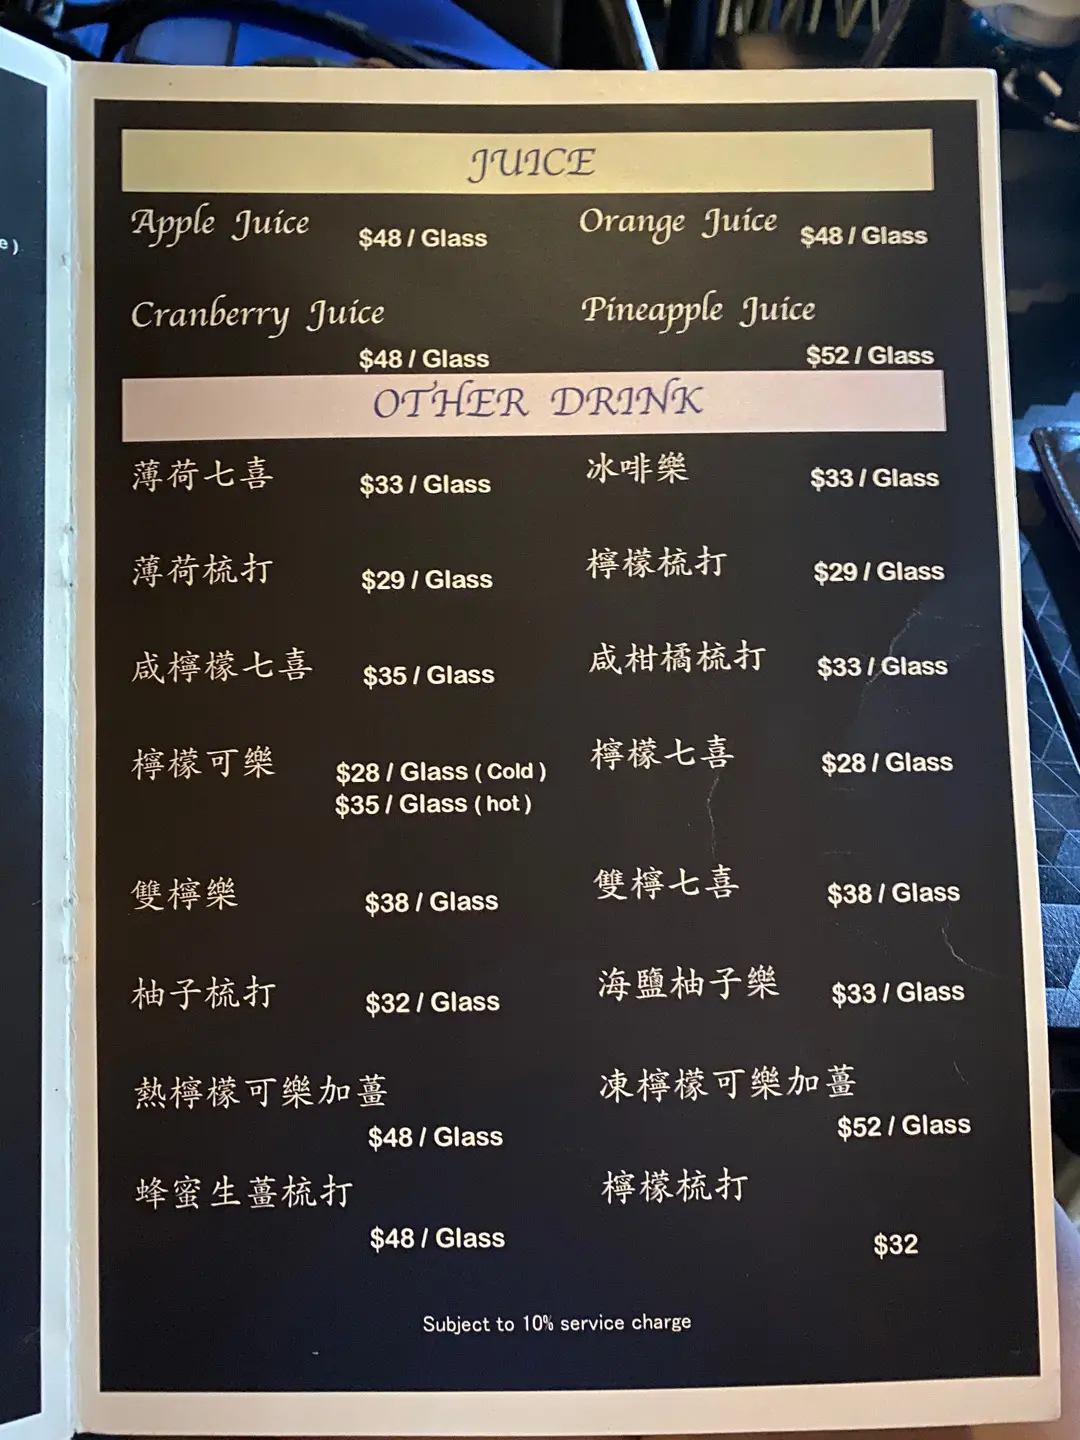 e)
JUICE
Apple Juice $48 / Glass Orange Juice $48 / Glass
Cranberry Juice Pineapple Juice
$48 / Glass $52 / Glass
OTHER DRINK
薄荷七喜 $33 / Glass 冰啡樂 $33 / Glass
薄荷梳打 $29 / Glass 檸檬梳打 $29 / Glass
咸檸檬七喜 $35 / Glass 咸柑橘梳打 $33 / Glass
檸檬可樂 $28 / Glass ( Cold ) 檸檬七喜 $28 / Glass
$35 / Glass ( hot )
雙檸樂 $38 / Glass 雙檸七喜 $38 / Glass
柚子梳打 $32 / Glass 海鹽柚子樂 $33 / Glass
熱檸檬可樂加薑 凍檸檬可樂加薑
$48 / Glass $52 / Glass
蜂蜜生薑梳打 檸檬梳打
$48 / Glass $32
Subject to 10% service charge